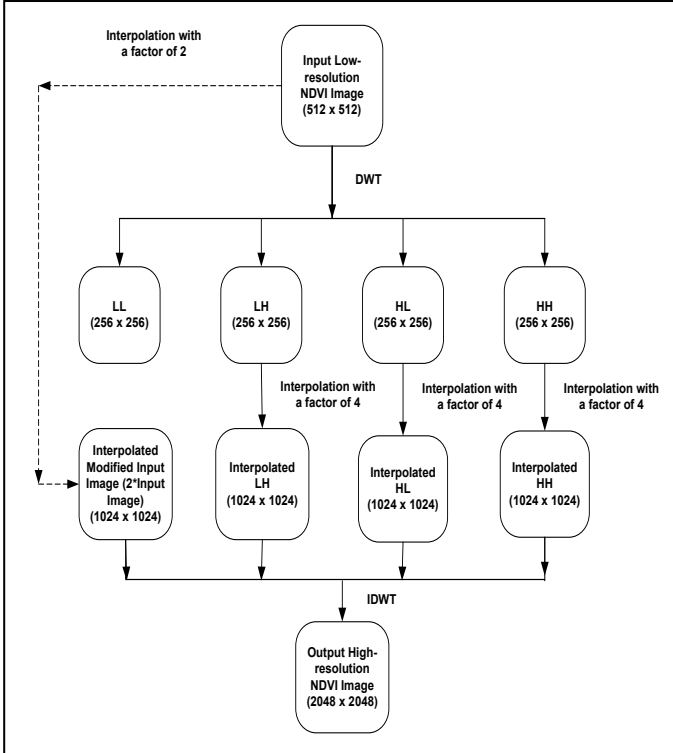 Interpolation with
a factor of 2
Input Low-
resolution
NDVI Image
(512 x 512)
DWT
LL
(256 x 256)
LH
(256 x 256)
HL
(256 x 256)
HH
(256 x 256)
Interpolation with
a factor of 4
Interpolation with
a factor of 4
Interpolation with
a factor of 4
Interpolated
Modified Input
Image (2*Input
Image)
(1024 x 1024)
Interpolated
LH
(1024 x 1024)
Interpolated
HL
(1024 x 1024)
Interpolated
HH
(1024 x 1024)
IDWT
Output High-
resolution
NDVI Image
(2048 x 2048)